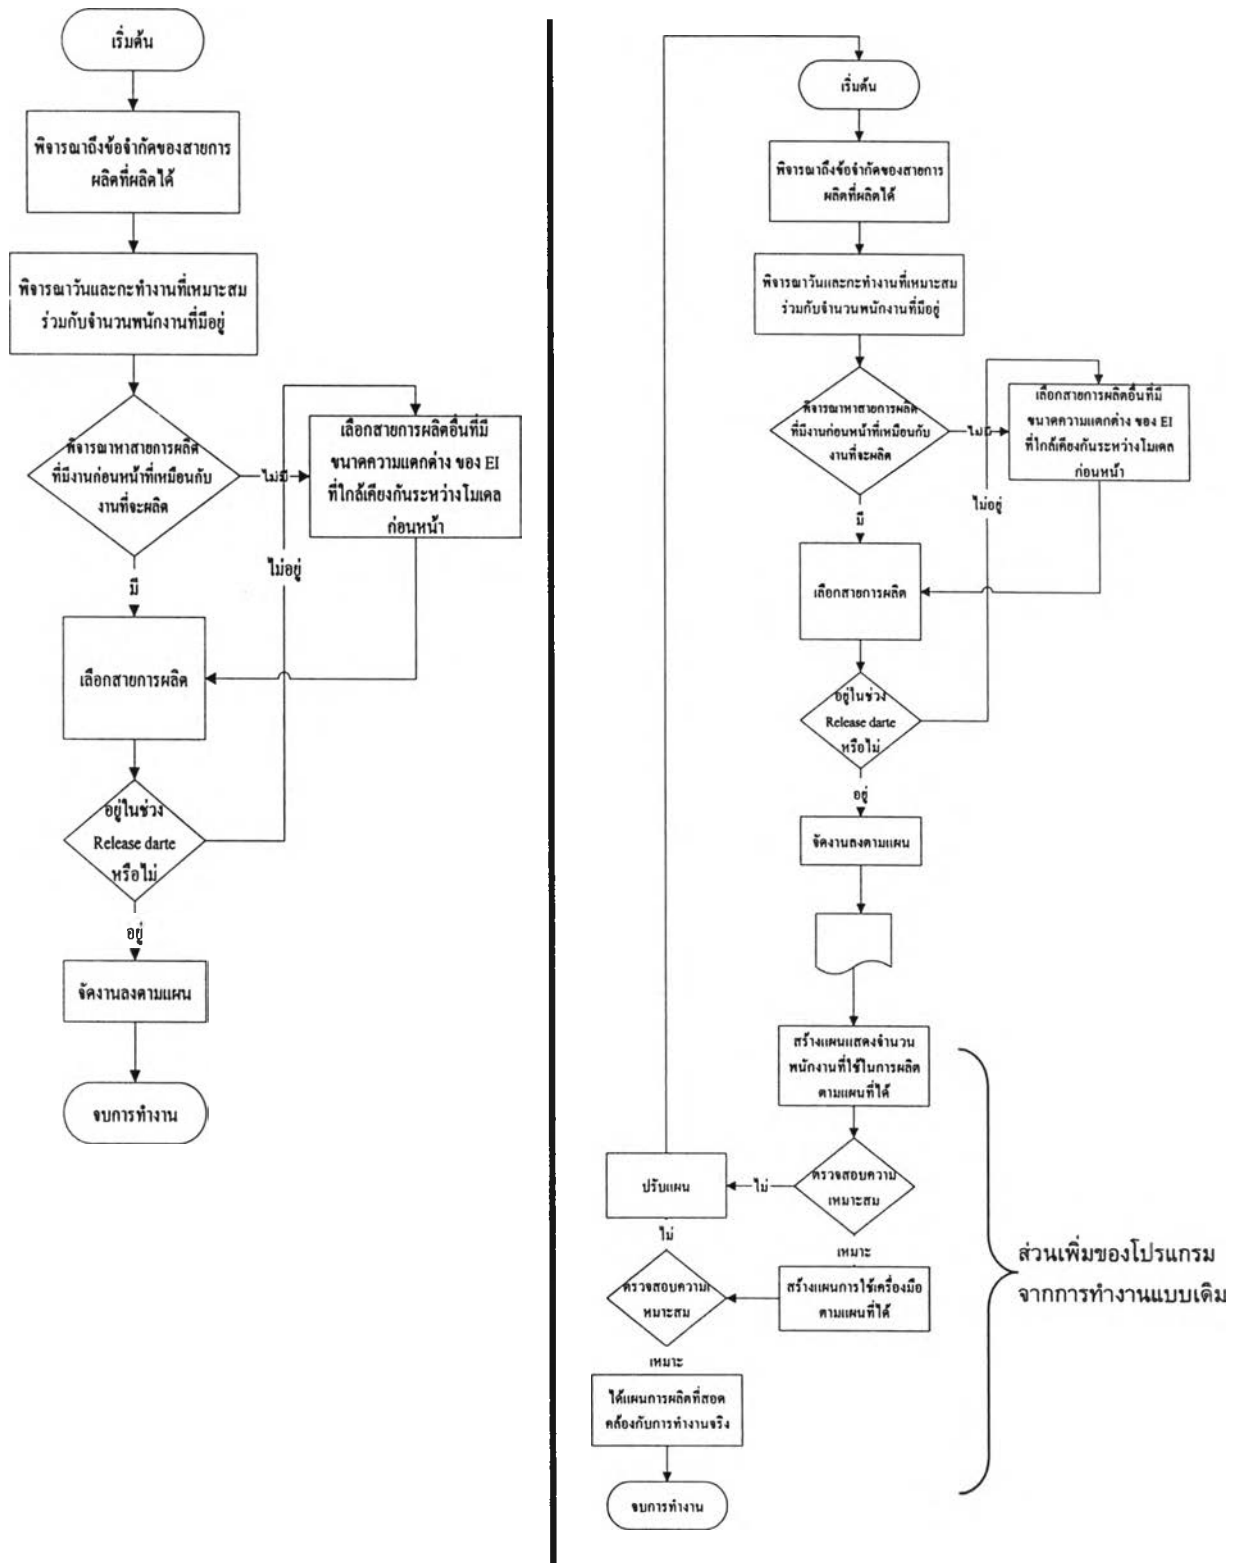 เริ่มต้น
พิจารณาถึงข้อจำกัดของสายการ
ผลิตที่ผลิตได้
พิจารณาวันและกะทำงานที่เหมาะสม
ร่วมกับจำนวนพนักงานที่มีอยู่
พิจารณาหาสายการผลิต
ที่มีงานก่อนหน้าที่เหมือนกับ
งานที่จะผลิต
ไม่มี
เลือกสายการผลิตอื่นที่มี
ขนาดความแตกต่าง ของ EI
ที่ใกล้เคียงกันระหว่างโมเดล
ก่อนหน้า
ไม่อยู่
มี
เลือกสายการผลิต
อยู่ในช่วง
Release darte
หรือไม่
อยู่
จัดงานลงตามแผน
จบการทำงาน
เริ่มต้น
พิจารณาถึงข้อจำกัดของสายการ
ผลิตที่ผลิตได้
พิจารณาวันและกะทำงานที่เหมาะสม
ร่วมกับจำนวนพนักงานที่มีอยู่
พิจารณาหาสายการผลิต
ที่มีงานก่อนหน้าที่เหมือนกับ
งานที่จะผลิต
ไม่มี
เลือกสายการผลิตอื่นที่มี
ขนาดความแตกต่าง ของ EI
ที่ใกล้เคียงกันระหว่างโมเดล
ก่อนหน้า
ไม่อยู่
มี
เลือกสายการผลิต
อยู่ในช่วง
Release darte
หรือไม่
อยู่
จัดงานลงตามแผน
สร้างแผนแสดงจำนวน
พนักงานที่ใช้ในการผลิต
ตามแผนที่ได้
ตรวจสอบความ
เหมาะสม
ไม่
ปรับแผน
ไม่
เหมาะ
สร้างแผนการใช้เครื่องมือ
ตามแผนที่ได้
ตรวจสอบความเ
หมาะสม
เหมาะ
ได้แผนการผลิตที่สอด
คล้องกับการทำงานจริง
จบการทำงาน
ส่วนเพิ่มของโปรแกรม
จากการทำงานแบบเดิม